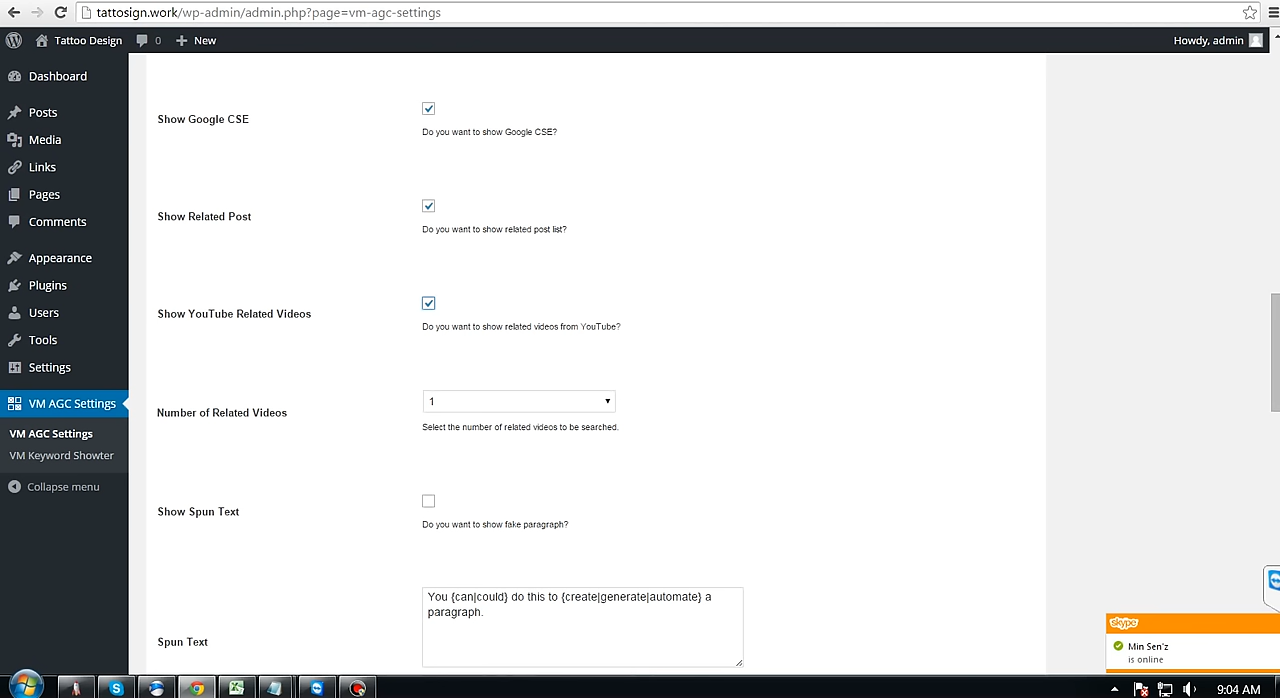 tattosign.work/wp-admin/admin.php?page=vm-agc-settings
Tattoo Design 0 New Howdy, admin
Dashboard
Posts
Media
Links
Pages
Comments
Appearance
Plugins
Users
Tools
Settings
VM AGC Settings
VM AGC Settings
VM Keyword Showter
Collapse menu
Show Google CSE
Do you want to show Google CSE?
Show Related Post
Do you want to show related post list?
Show YouTube Related Videos
Do you want to show related videos from YouTube?
Number of Related Videos
1
Select the number of related videos to be searched.
Show Spun Text
Do you want to show fake paragraph?
Spun Text
You {can|could} do this to {create|generate|automate} a
paragraph.
skype
Min Sen'z
is online
9:04 AM